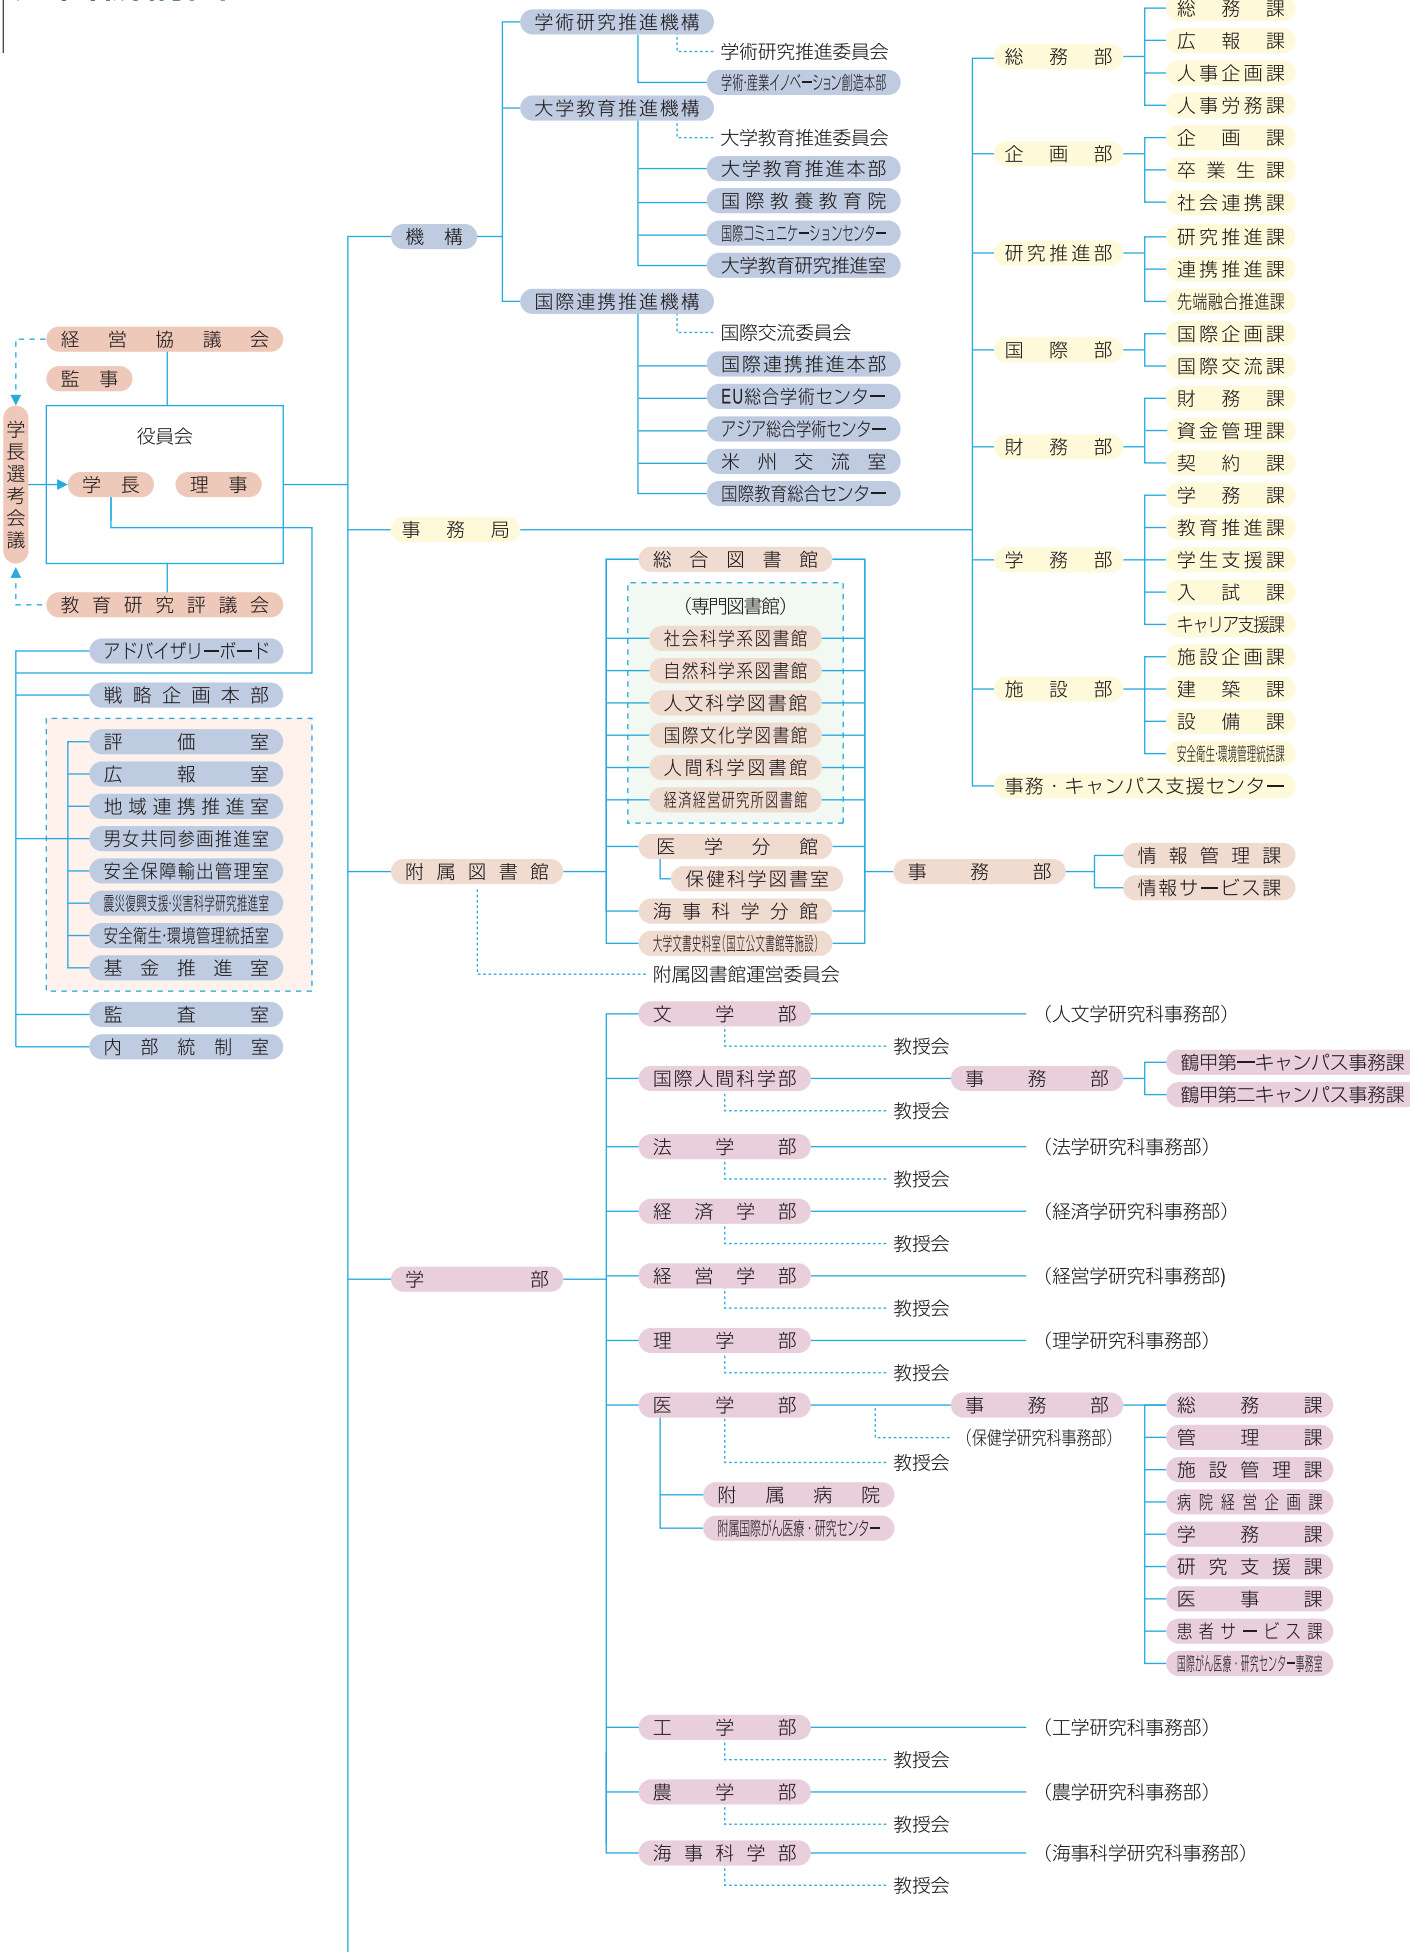 経営協議会
監事
学長選考会議
役員会
学長
理事
教育研究評議会
アドバイザリーボード
戦略企画本部
評価室
広報室
地域連携推進室
男女共同参画推進室
安全保障輸出管理室
震災復興支援・災害科学研究推進室
安全衛生・環境管理統括室
基金推進室
監査室
内部統制室
機構
学術研究推進機構
学術研究推進委員会
学術・産業イノベーション創造本部
大学教育推進機構
大学教育推進委員会
大学教育推進本部
国際教養教育院
国際コミュニケーションセンター
大学教育研究推進室
国際連携推進機構
国際交流委員会
国際連携推進本部
EU総合学術センター
アジア総合学術センター
米州交流室
国際教育総合センター
事務局
総務部
総務課
広報課
人事企画課
人事労務課
企画部
企画課
卒業生課
社会連携課
研究推進部
研究推進課
連携推進課
先端融合推進課
国際部
国際企画課
国際交流課
財務部
財務課
資金管理課
契約課
学務部
学務課
教育推進課
学生支援課
入試課
キャリア支援課
施設部
施設企画課
建築課
設備課
安全衛生・環境管理統括課
事務・キャンパス支援センター
附属図書館
総合図書館
（専門図書館）
社会科学系図書館
自然科学系図書館
人文科学図書館
国際文化学図書館
人間科学図書館
経済経営研究所図書館
医学分館
保健科学図書室
海事科学分館
大学文書史料室（国立公文書館等施設）
附属図書館運営委員会
事務部
情報管理課
情報サービス課
学部
文学部
（人文学研究科事務部）
教授会
国際人間科学部
事務部
鶴甲第一キャンパス事務課
鶴甲第二キャンパス事務課
教授会
法学部
（法学研究科事務部）
教授会
経済学部
（経済学研究科事務部）
教授会
経営学部
（経営学研究科事務部)
教授会
理学部
（理学研究科事務部）
教授会
医学部
事務部
（保健学研究科事務部）
教授会
附属病院
附属国際がん医療・研究センター
総務課
管理課
施設管理課
病院経営企画課
学務課
研究支援課
医事課
患者サービス課
国際がん医療・研究センター事務室
工学部
（工学研究科事務部）
教授会
農学部
（農学研究科事務部）
教授会
海事科学部
（海事科学研究科事務部）
教授会